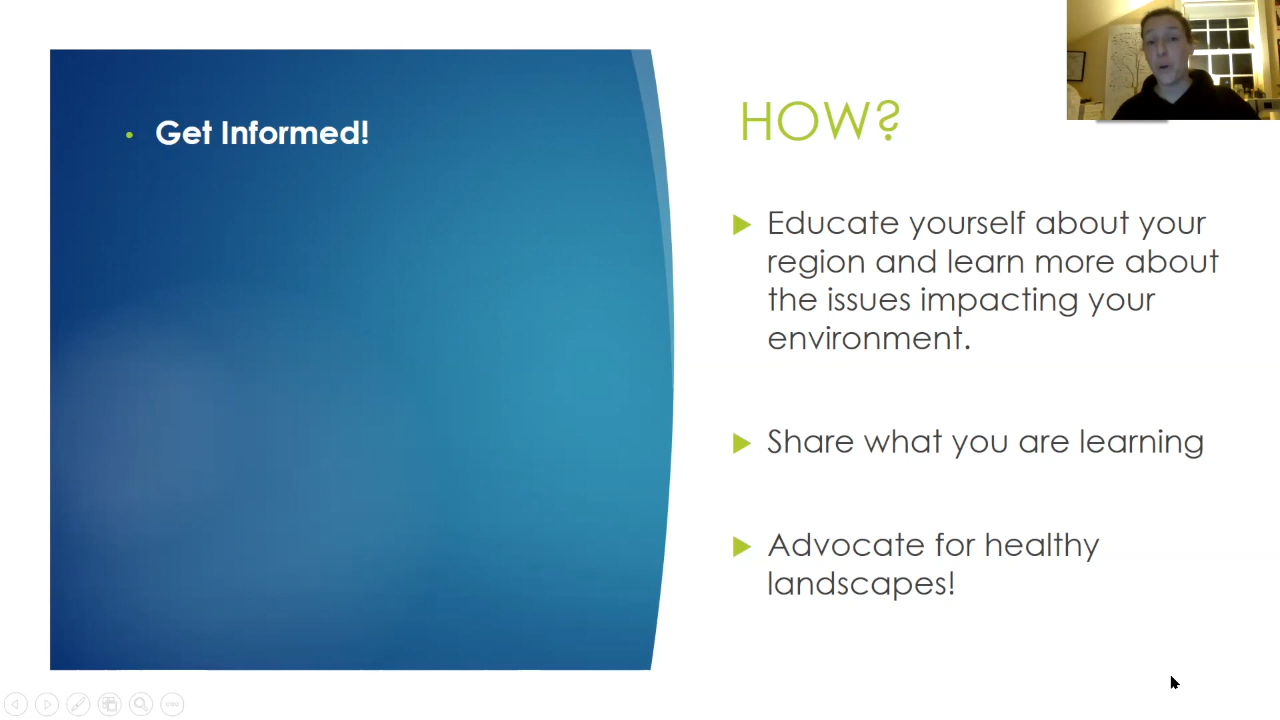 Get Informed!
HOW?
Educate yourself about your
region and learn more about
the issues impacting your
environment.
Share what you are learning
Advocate for healthy
landscapes!